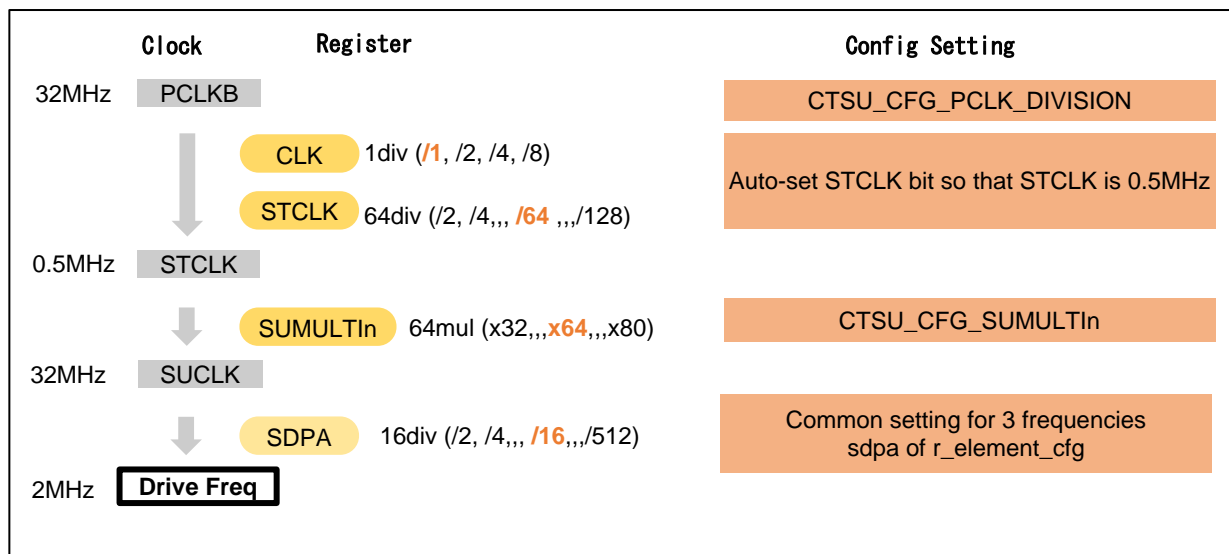 Clock Register Config Setting
32MHz PCLKB CTSU_CFG_PCLK_DIVISION
CLK 1div (/1, /2, /4, /8)
Auto-set STCLK bit so that STCLK is 0.5MHz
STCLK 64div (/2, /4,,, /64 ,,,/128)
0.5MHz STCLK
SUMULTIn 64mul (x32,,,x64,,,x80) CTSU_CFG_SUMULTIn
32MHz SUCLK
SDPA 16div (/2, /4,,, /16,,,/512)
Common setting for 3 frequencies
sdpa of r_element_cfg
2MHz Drive Freq